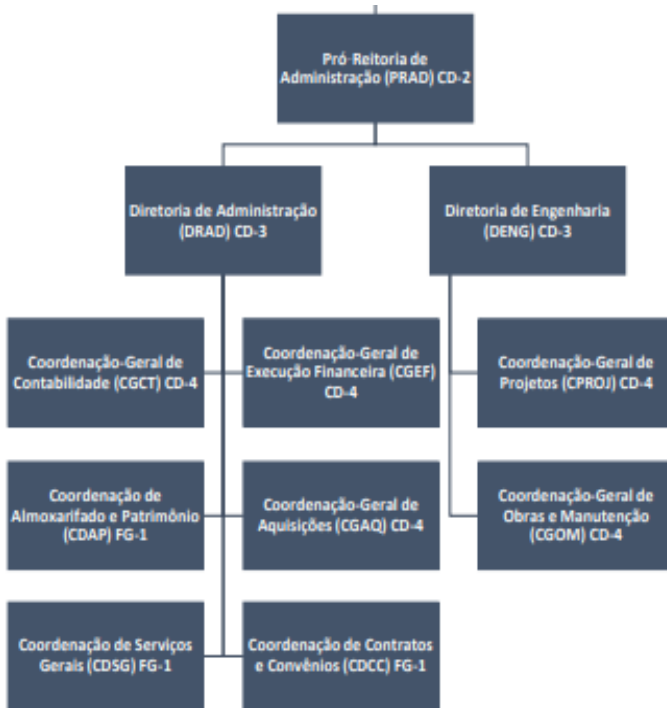 Pró-Reitoria de
Administração (PRAD) CD-2
Diretoria de Administração
(DRAD) CD-3
Diretoria de Engenharia
(DENG) CD-3
Coordenação-Geral de
Contabilidade (CGCT) CD-4
Coordenação-Geral de
Execução Financeira (CGEF)
CD-4
Coordenação-Geral de
Projetos (CPROJ) CD-4
Coordenação de
Almoxarifado e Patrimônio
(CDAP) FG-1
Coordenação-Geral de
Aquisições (CGAQ) CD-4
Coordenação-Geral de
Obras e Manutenção
(CGOM) CD-4
Coordenação de Serviços
Gerais (CDSG) FG-1
Coordenação de Contratos
e Convênios (CDCC) FG-1